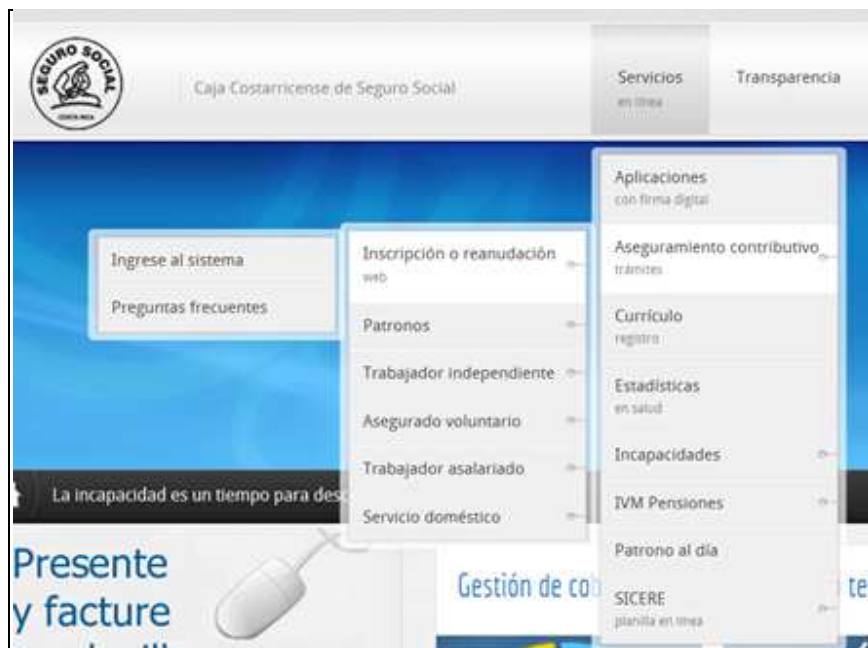 SEGURO SOCIAL
COSTA RICA
Caja Costarricense de Seguro Social
Servicios
en línea
Transparencia
Aplicaciones
con firma digital
Aseguramiento contributivo
trámites
Currículo
registro
Estadísticas
en salud
Incapacidades
IVM Pensiones
Patrono al día
SICERE
planilla en línea
Inscripción o reanudación
web
Patronos
Trabajador independiente
Asegurado voluntario
Trabajador asalariado
Servicio doméstico
Ingrese al sistema
Preguntas frecuentes
La incapacidad es un tiempo para
Presente
y facture
Gestión de